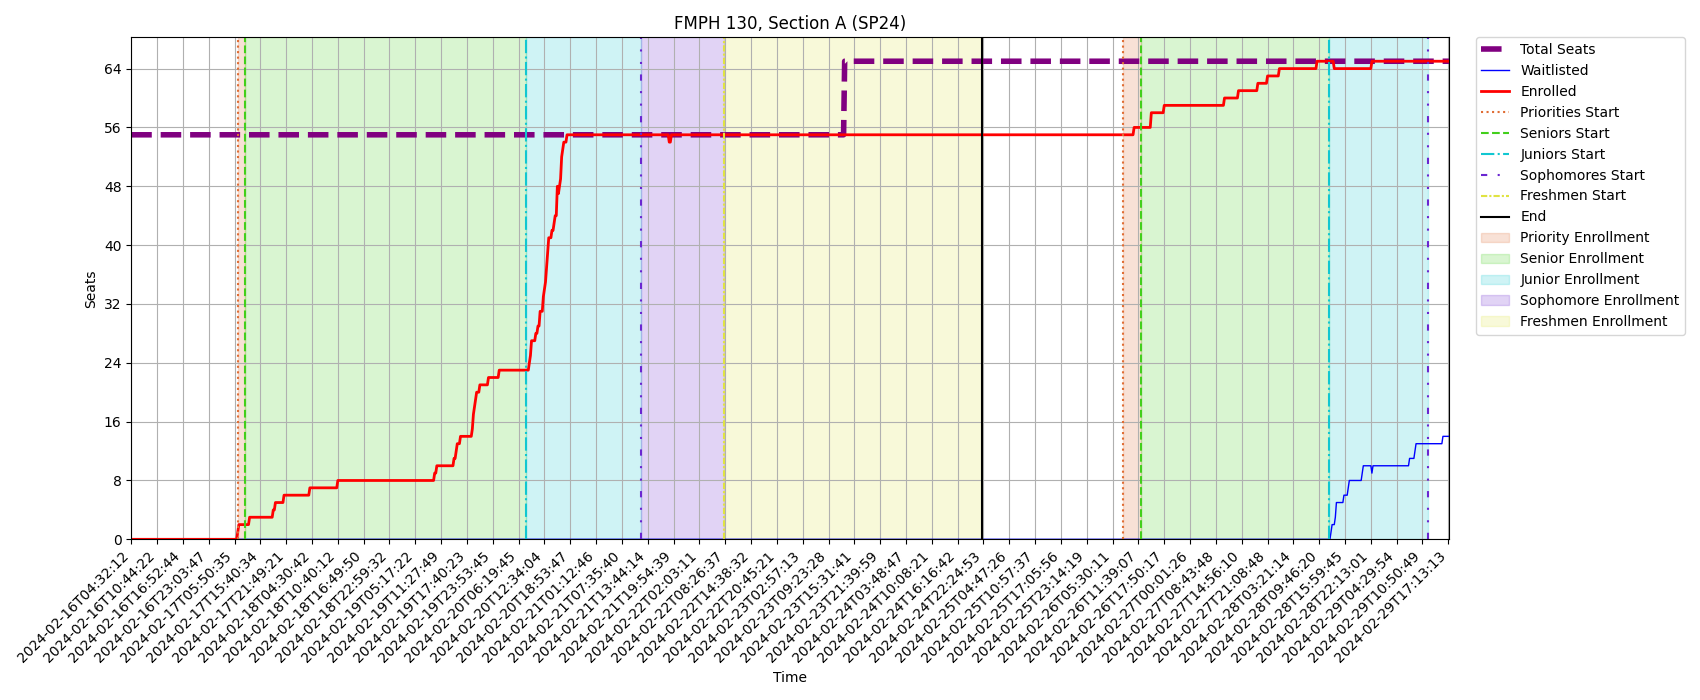 FMPH 130, Section A (SP24)
Seats
64
56
48
40
32
24
16
8
0
2024-02-16T04:32:12
2024-02-16T10:44:22
2024-02-16T16:52:44
2024-02-16T23:03:47
2024-02-17T05:50:35
2024-02-17T15:40:34
2024-02-17T21:49:21
2024-02-18T04:30:42
2024-02-18T10:40:12
2024-02-18T16:49:50
2024-02-18T22:59:32
2024-02-19T05:17:22
2024-02-19T11:27:49
2024-02-19T17:40:23
2024-02-19T23:53:45
2024-02-20T06:19:45
2024-02-20T12:34:04
2024-02-20T18:53:47
2024-02-21T01:12:46
2024-02-21T07:35:40
2024-02-21T13:44:14
2024-02-21T19:54:39
2024-02-22T02:03:11
2024-02-22T08:26:37
2024-02-22T14:38:32
2024-02-22T20:45:21
2024-02-23T02:57:13
2024-02-23T09:23:28
2024-02-23T15:31:41
2024-02-23T21:39:59
2024-02-24T03:48:47
2024-02-24T10:08:21
2024-02-24T16:16:42
2024-02-24T22:24:53
2024-02-25T04:47:26
2024-02-25T10:57:37
2024-02-25T17:05:56
2024-02-25T23:14:19
2024-02-26T05:30:11
2024-02-26T11:39:07
2024-02-26T17:50:17
2024-02-27T00:01:26
2024-02-27T08:43:48
2024-02-27T14:56:10
2024-02-27T21:08:48
2024-02-28T03:21:14
2024-02-28T09:46:20
2024-02-28T15:59:45
2024-02-28T22:13:01
2024-02-29T04:29:54
2024-02-29T10:50:49
2024-02-29T17:13:13
Time
Total Seats
Waitlisted
Enrolled
Priorities Start
Seniors Start
Juniors Start
Sophomores Start
Freshmen Start
End
Priority Enrollment
Senior Enrollment
Junior Enrollment
Sophomore Enrollment
Freshmen Enrollment